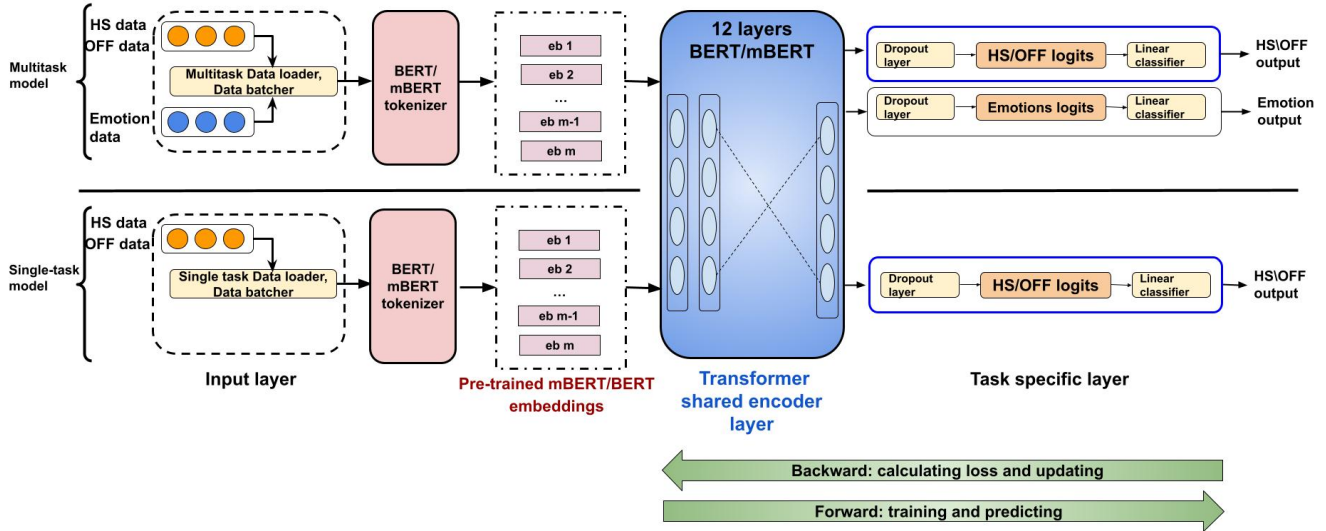 HS data
OFF data
Multitask
model
Emotion
data
Multitask Data loader,
Data batcher
BERT/
mBERT
tokenizer
eb 1
eb 2
...
eb m-1
eb m
12 layers
BERT/mBERT
Dropout
layer
HS/OFF logits
Linear
classifier
HS\OFF
output
Dropout
layer
Emotions logits
Linear
classifier
Emotion
output
HS data
OFF data
Single-task
model
Single task Data loader,
Data batcher
BERT/
mBERT
tokenizer
eb 1
eb 2
...
eb m-1
eb m
Dropout
layer
HS/OFF logits
Linear
classifier
HS\OFF
output
Input layer
Pre-trained mBERT/BERT
embeddings
Transformer
shared encoder
layer
Task specific layer
Backward: calculating loss and updating
Forward: training and predicting